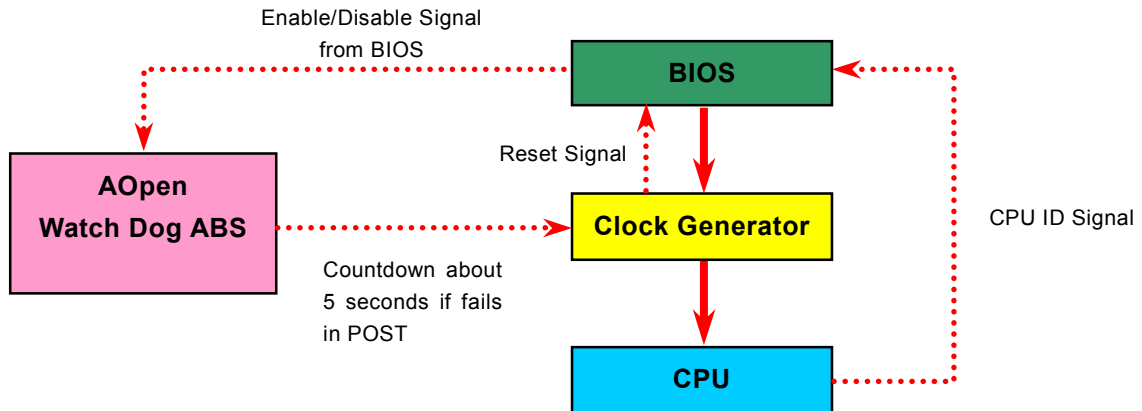 Enable/Disable Signal
from BIOS
BIOS
Reset Signal
AOpen
Watch Dog ABS
Clock Generator
CPU ID Signal
Countdown about
5 seconds if fails
in POST
CPU